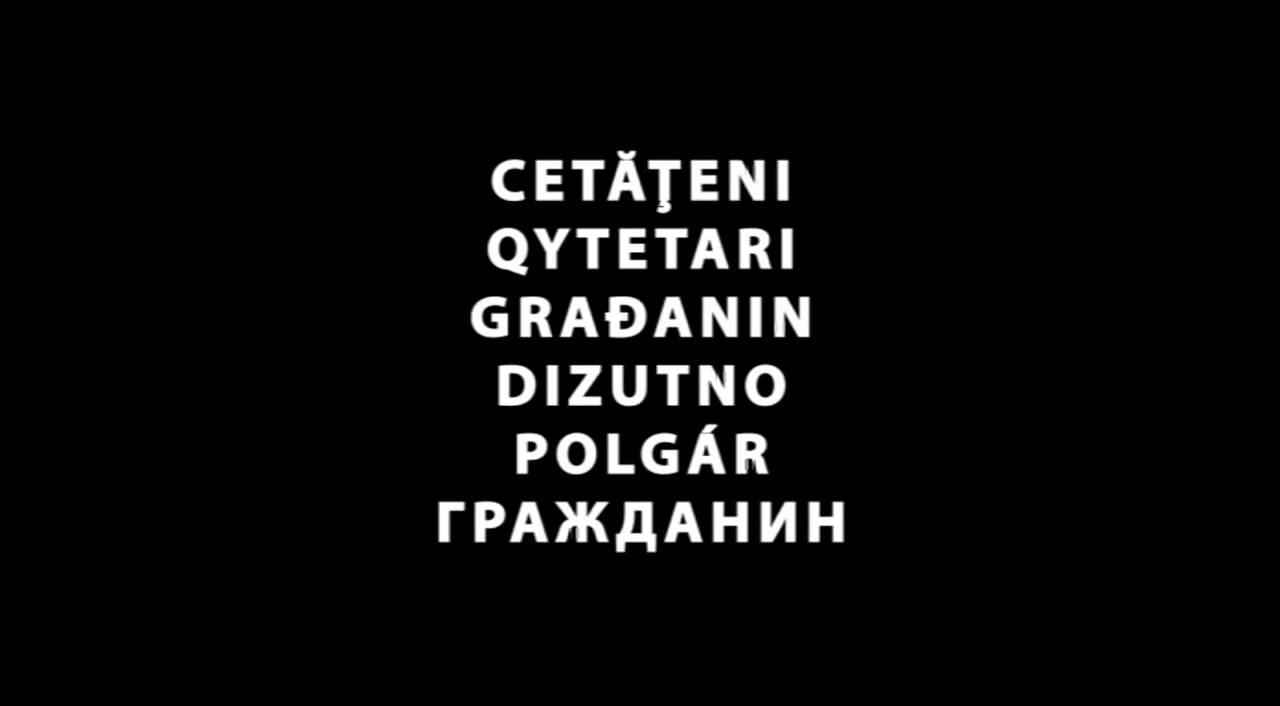 CETĂŢENI
QYTETARI
GRAĐANIN
DIZUTNO
POLGÁR
ГРАЖДАНИН